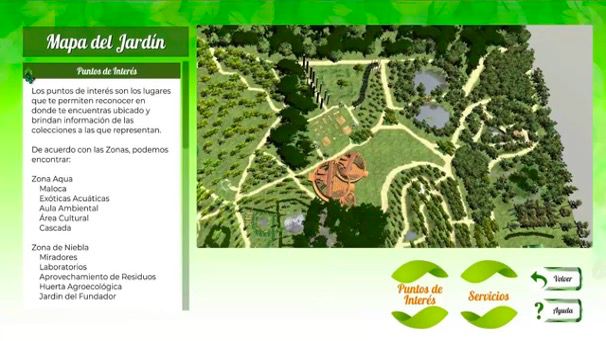 Mapa del Jardín
Puntos de Interés
Los puntos de interés son los lugares
que te permiten reconocer en
donde te encuentras ubicado y
brindan información de las
colecciones a las que representan.
De acuerdo con las Zonas, podemos
encontrar:
Zona Aqua
Maloca
Exóticas Acuáticas
Aula Ambiental
Área Cultural
Cascada
Zona de Niebla
Miradores
Laboratorios
Aprovechamiento de Residuos
Huerta Agroecológica
Jardin del Fundador
Puntos de
Interés
Servicios
Volver
? Ayuda